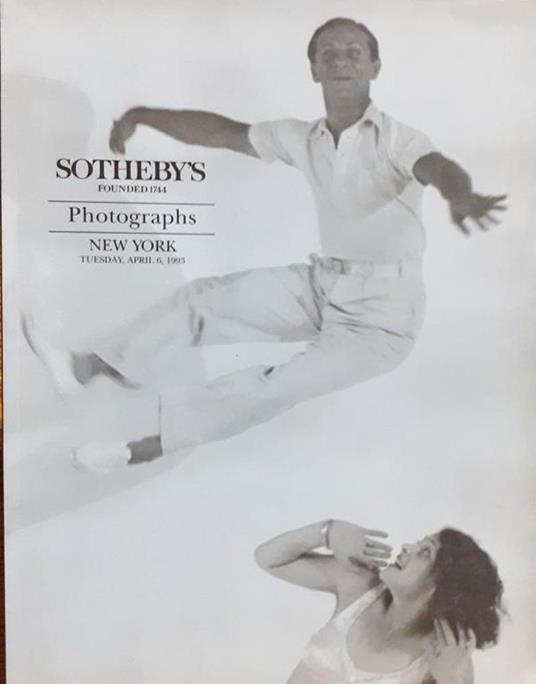 SOTHEBY'S
FOUNDED 1744
Photographs
NEW YORK
TUESDAY, APRIL 6, 1993